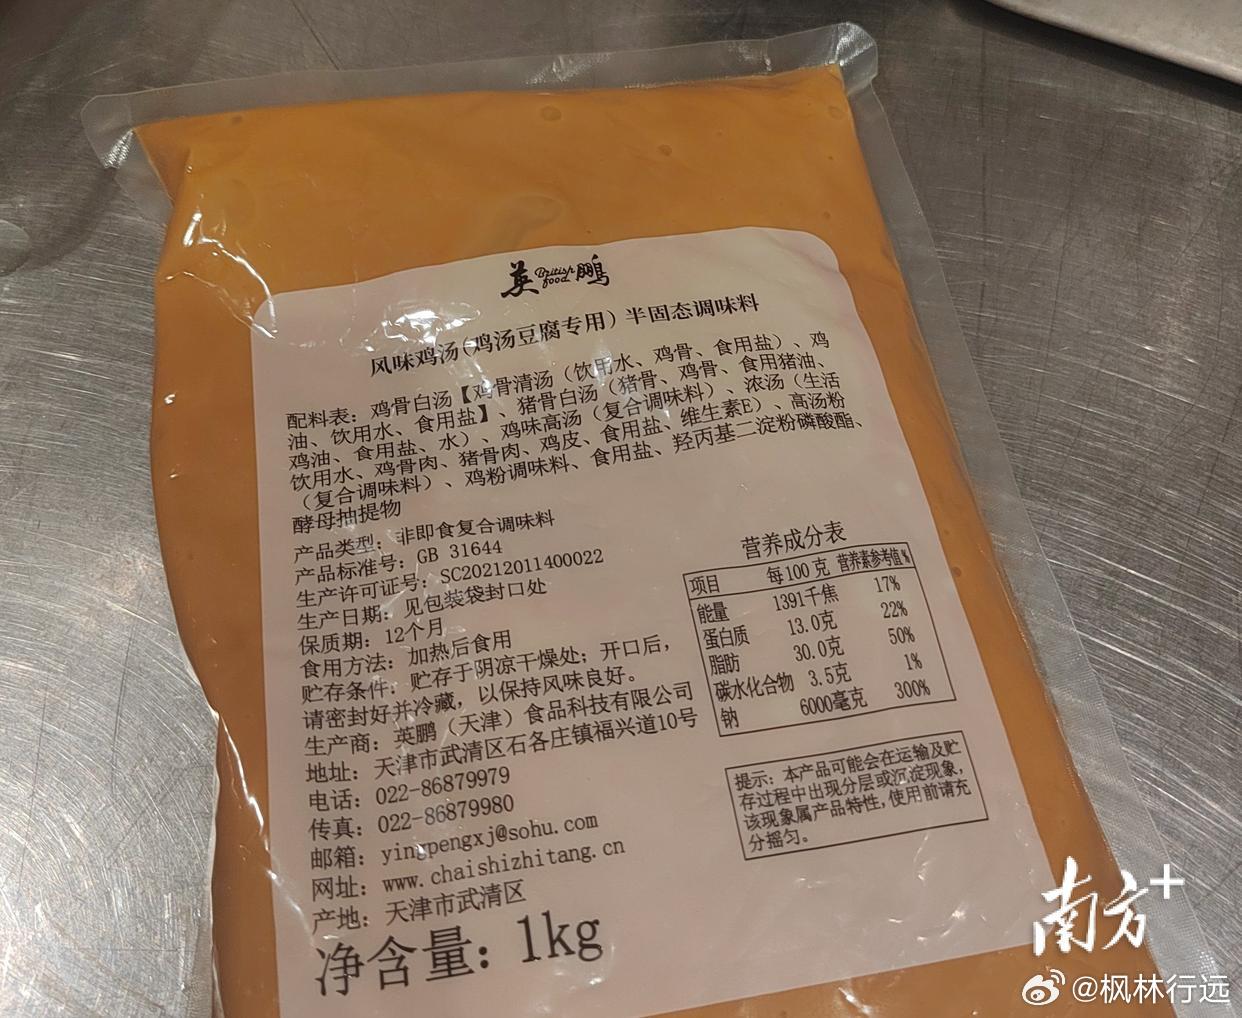 英British food鹏
风味鸡汤(鸡汤豆腐专用）半固态调味料
配料表：鸡骨白汤【鸡骨清汤（饮用水、鸡骨、食用盐）、鸡
油、饮用水、食用盐】、猪骨白汤（猪骨、鸡骨、食用猪油、
鸡油、食用盐、水）、鸡味高汤（复合调味料）、浓汤（生活
饮用水、鸡骨肉、猪骨肉、鸡皮、食用盐、维生素E）、高汤粉
（复合调味料）、鸡粉调味料、食用盐、羟丙基二淀粉磷酸酯、
酵母抽提物
产品类型：非即食复合调味料
产品标准号：GB 31644
生产许可证号：SC20212011400022
生产日期：见包装袋封口处
保质期：12个月
食用方法：加热后食用
贮存条件：贮存于阴凉干燥处；开口后，
请密封好并冷藏，以保持风味良好。
生产商：英鹏（天津）食品科技有限公司
地址：天津市武清区石各庄镇福兴道10号
电话：022-86879979
传真：022-86879980
邮箱：yingpengxj@sohu.com
网址：www.chaishizhitang.cn
产地：天津市武清区
净含量：1kg
营养成分表
项目 每100克 营养素参考值%
能量 1391千焦 17%
蛋白质 13.0克 22%
脂肪 30.0克 50%
碳水化合物 3.5克 1%
钠 6000毫克 300%
提示：本产品可能会在运输及贮
存过程中出现分层或沉淀现象，
该现象属产品特性，使用前请充
分摇匀。
南方+
@枫林行远